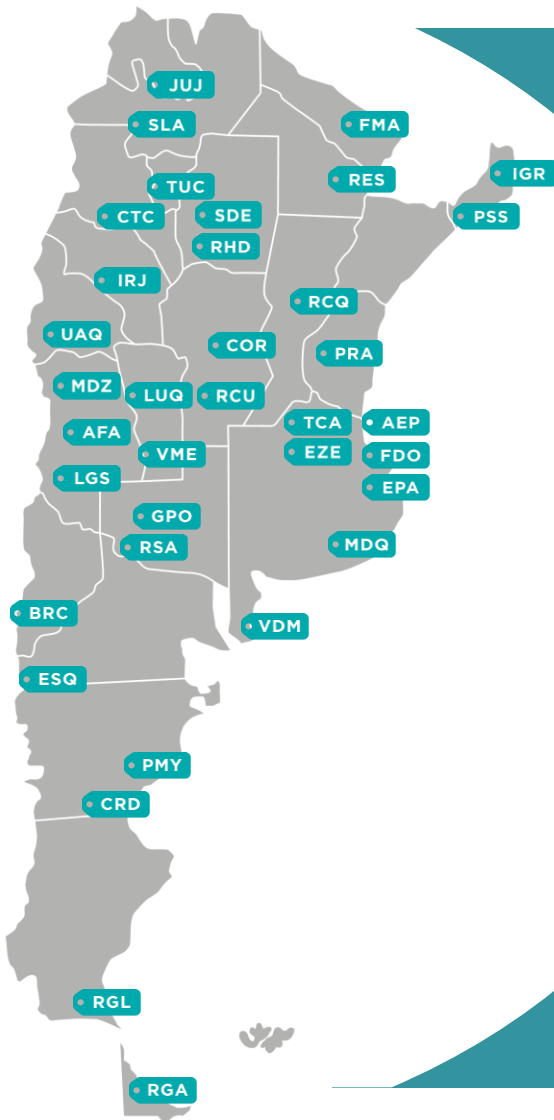 JUJ
SLA
FMA
IGR
RES
TUC
SDE
PSS
CTC
RHD
IRJ
RCQ
UAQ
COR
PRA
MDZ
LUQ
RCU
TCA
AEP
AFA
VME
EZE
FDO
LGS
EPA
GPO
RSA
MDQ
BRC
VDM
ESQ
PMY
CRD
RGL
RGA